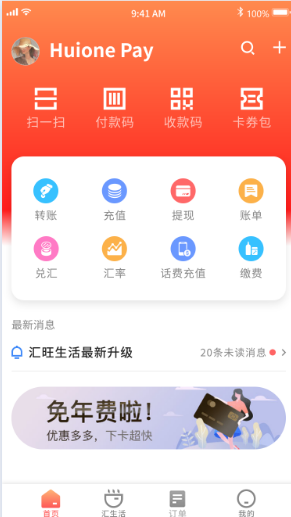 9:41 AM
100%
Huione Pay
扫一扫 付款码 收款码 卡券包
转账 充值 提现 账单
兑汇 汇率 话费充值 缴费
最新消息
汇旺生活最新升级 20条未读消息
免年费啦!
优惠多多，下卡超快
首页 汇生活 订单 我的